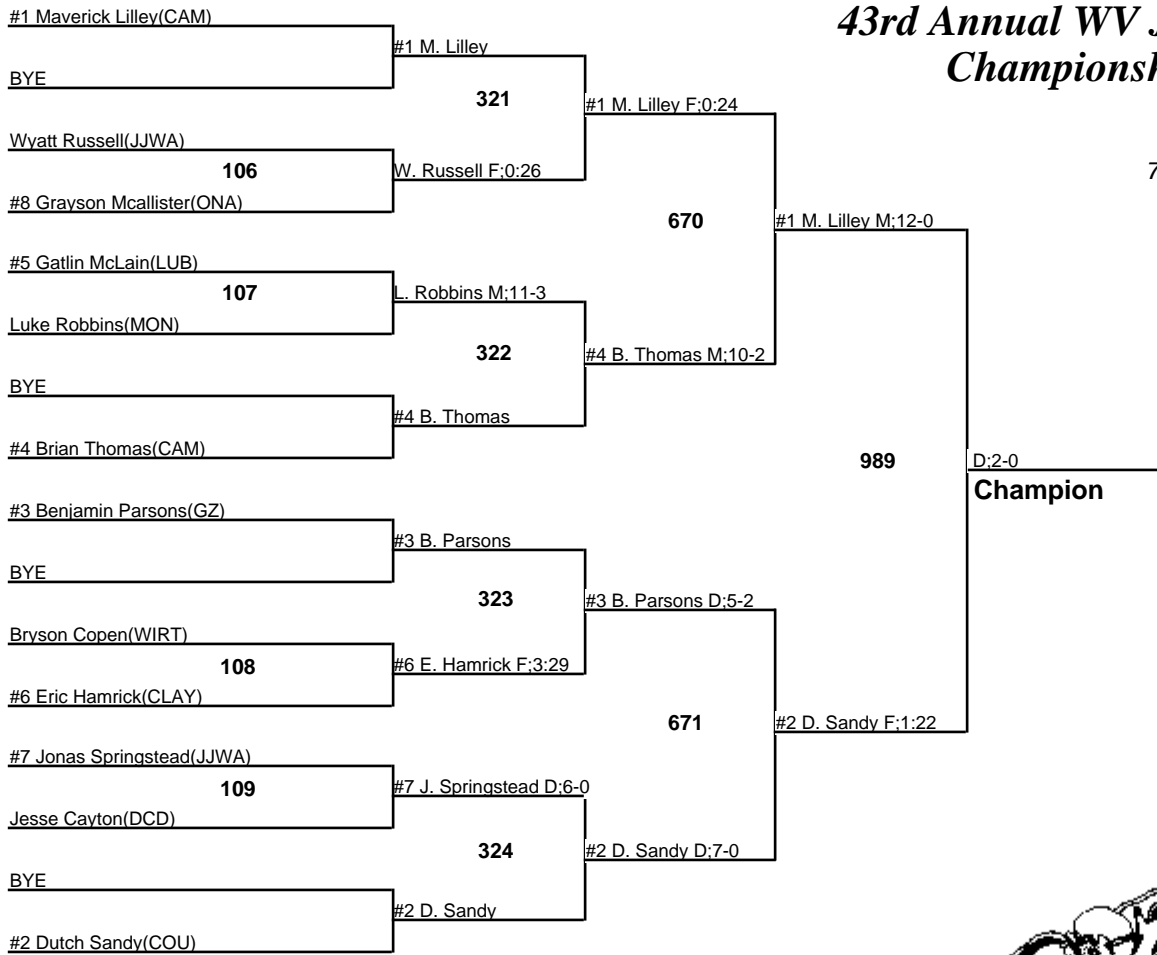 #1 Maverick Lilley(CAM)
BYE
Wyatt Russell(JJWA)
106
#8 Grayson Mcallister(ONA)
#5 Gatlin McLain(LUB)
107
Luke Robbins(MON)
BYE
#4 Brian Thomas(CAM)
#3 Benjamin Parsons(GZ)
BYE
Bryson Copen(WIRT)
108
#6 Eric Hamrick(CLAY)
#7 Jonas Springstead(JJWA)
109
Jesse Cayton(DCD)
BYE
#2 Dutch Sandy(COU)
#1 M. Lilley
321
W. Russell F;0:26
L. Robbins M;11-3
322
#4 B. Thomas
#3 B. Parsons
323
#6 E. Hamrick F;3:29
#7 J. Springstead D;6-0
324
#2 D. Sandy
#1 M. Lilley F;0:24
670
#4 B. Thomas M;10-2
#3 B. Parsons D;5-2
671
#2 D. Sandy D;7-0
#1 M. Lilley M;12-0
989
#2 D. Sandy F;1:22
D;2-0
Champion
43rd Annual WV
Champions
7